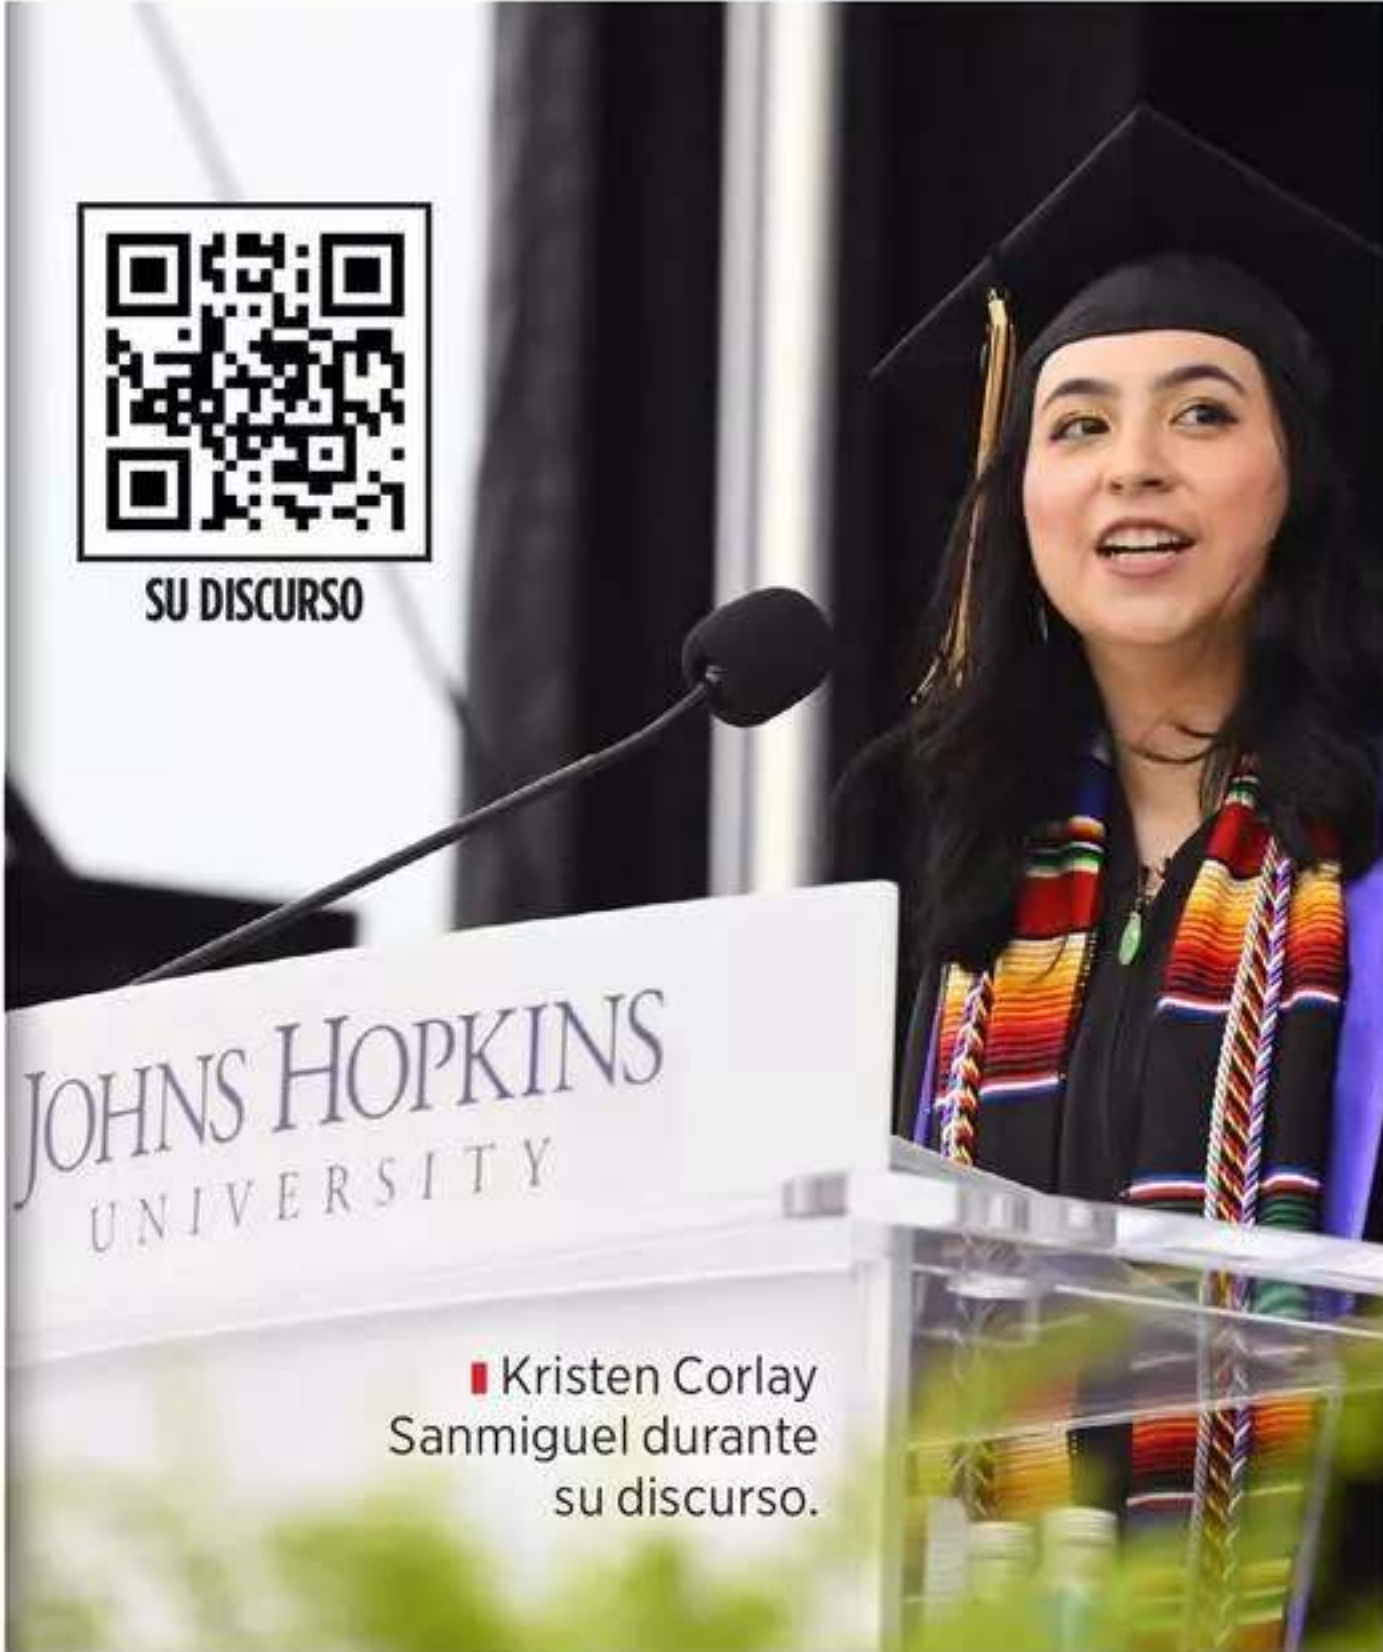 SU DISCURSO
JOHNS HOPKINS
UNIVERSITY
Kristen Corlay
Sanmiguel durante
su discurso.